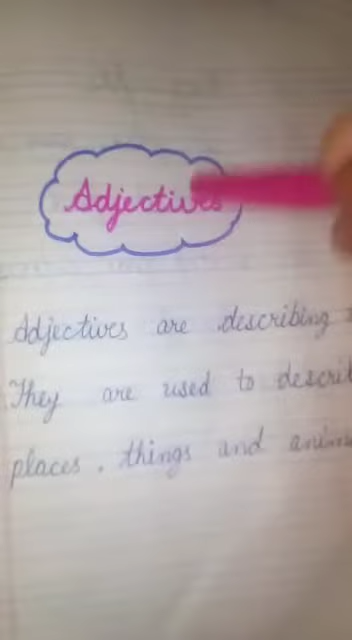 Adjectives
Adjectives are describing
They are used to
places, things and